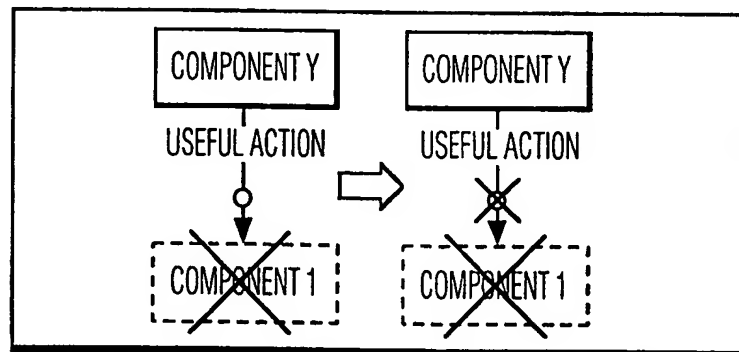 COMPONENT Y
USEFUL ACTION
COMPONENT 1
COMPONENT Y
USEFUL ACTION
COMPONENT 1